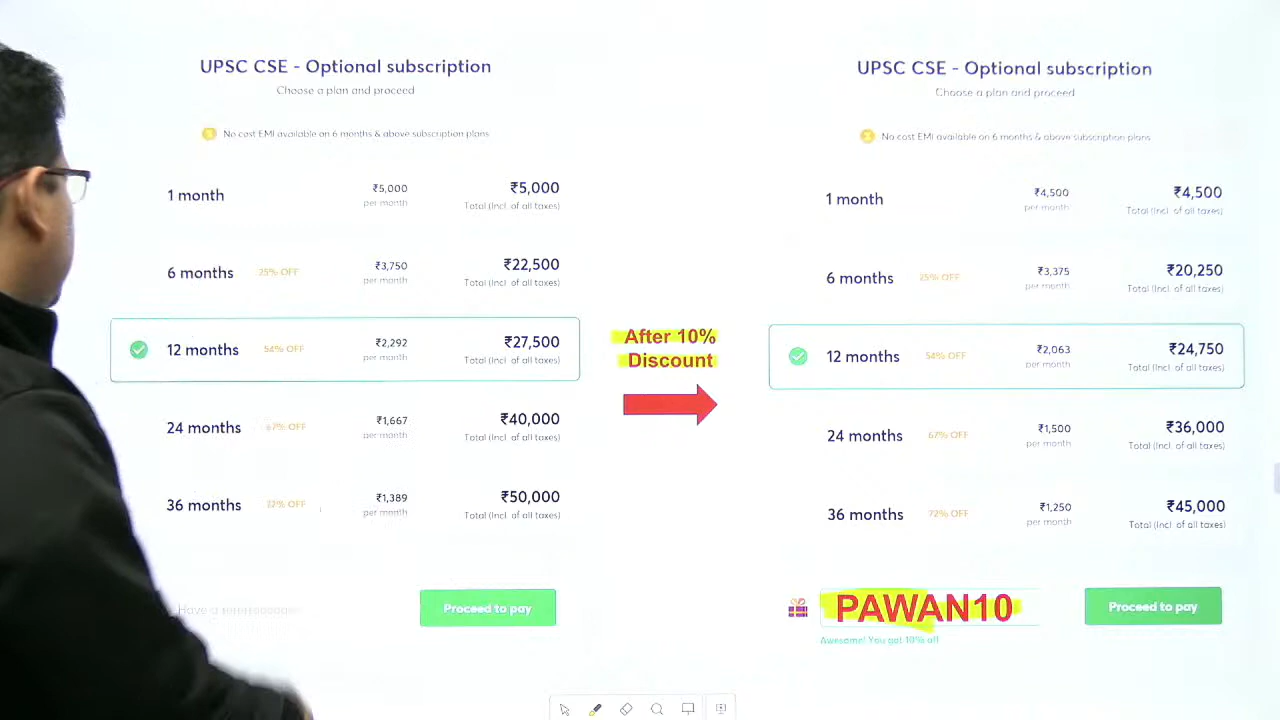 UPSC CSE - Optional subscription
Choose a plan and proceed
No cost EMI available on 6 months & above subscription plans
1 month ₹5,000 ₹5,000
per month Total (Incl. of all taxes)
6 months 25% OFF ₹3,750 ₹22,500
per month Total (Incl. of all taxes)
12 months 54% OFF ₹2,292 ₹27,500
per month Total (Incl. of all taxes)
24 months 67% OFF ₹1,667 ₹40,000
per month Total (Incl. of all taxes)
36 months 72% OFF ₹1,389 ₹50,000
per month Total (Incl. of all taxes)
Have a
Proceed to pay
After 10%
Discount
UPSC CSE - Optional subscription
Choose a plan and proceed
No cost EMI available on 6 months & above subscription plans
1 month ₹4,500 ₹4,500
per month Total (Incl. of all taxes)
6 months 25% OFF ₹3,375 ₹20,250
per month Total (Incl. of all taxes)
12 months 54% OFF ₹2,063 ₹24,750
per month Total (Incl. of all taxes)
24 months 67% OFF ₹1,500 ₹36,000
per month Total (Incl. of all taxes)
36 months 72% OFF ₹1,250 ₹45,000
per month Total (Incl. of all taxes)
PAWAN10
Proceed to pay
Awesome! You got 10% off